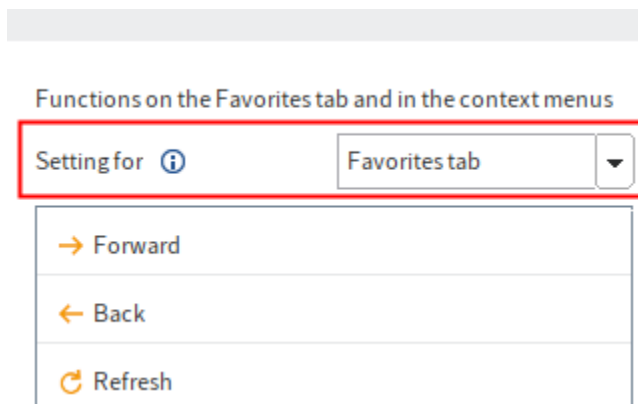 Functions on the Favorites tab and in the context menus
Setting for Favorites tab
Forward
Back
Refresh